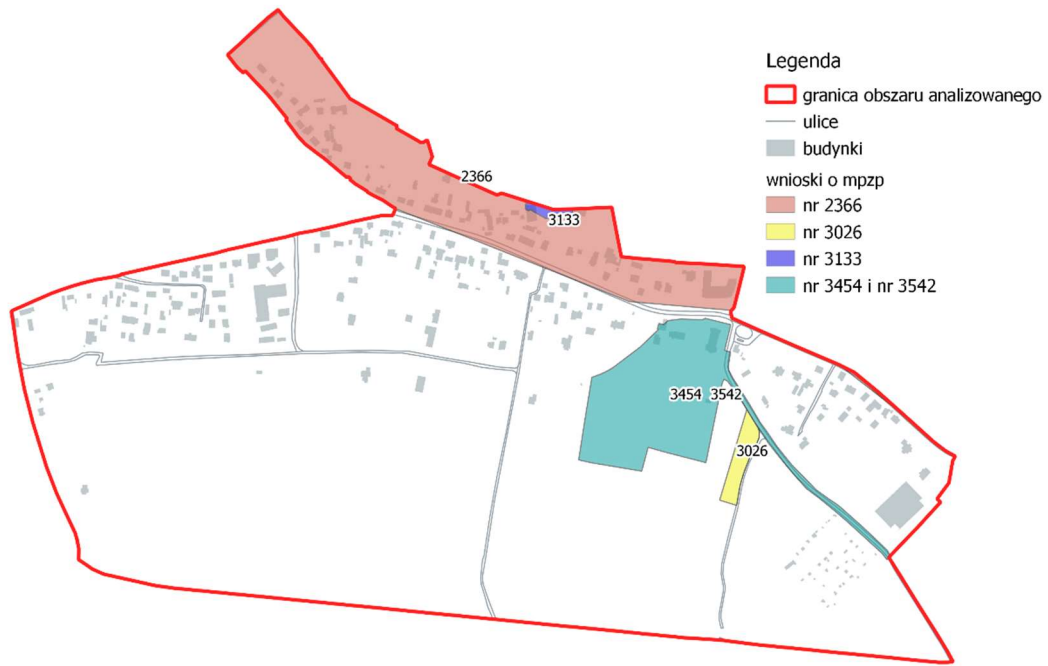 Legenda
granica obszaru analizowanego
ulice
budynki
wnioski o mpzp
nr 2366
nr 3026
nr 3133
nr 3454 i nr 3542
2366
3133
3454 3542
3026